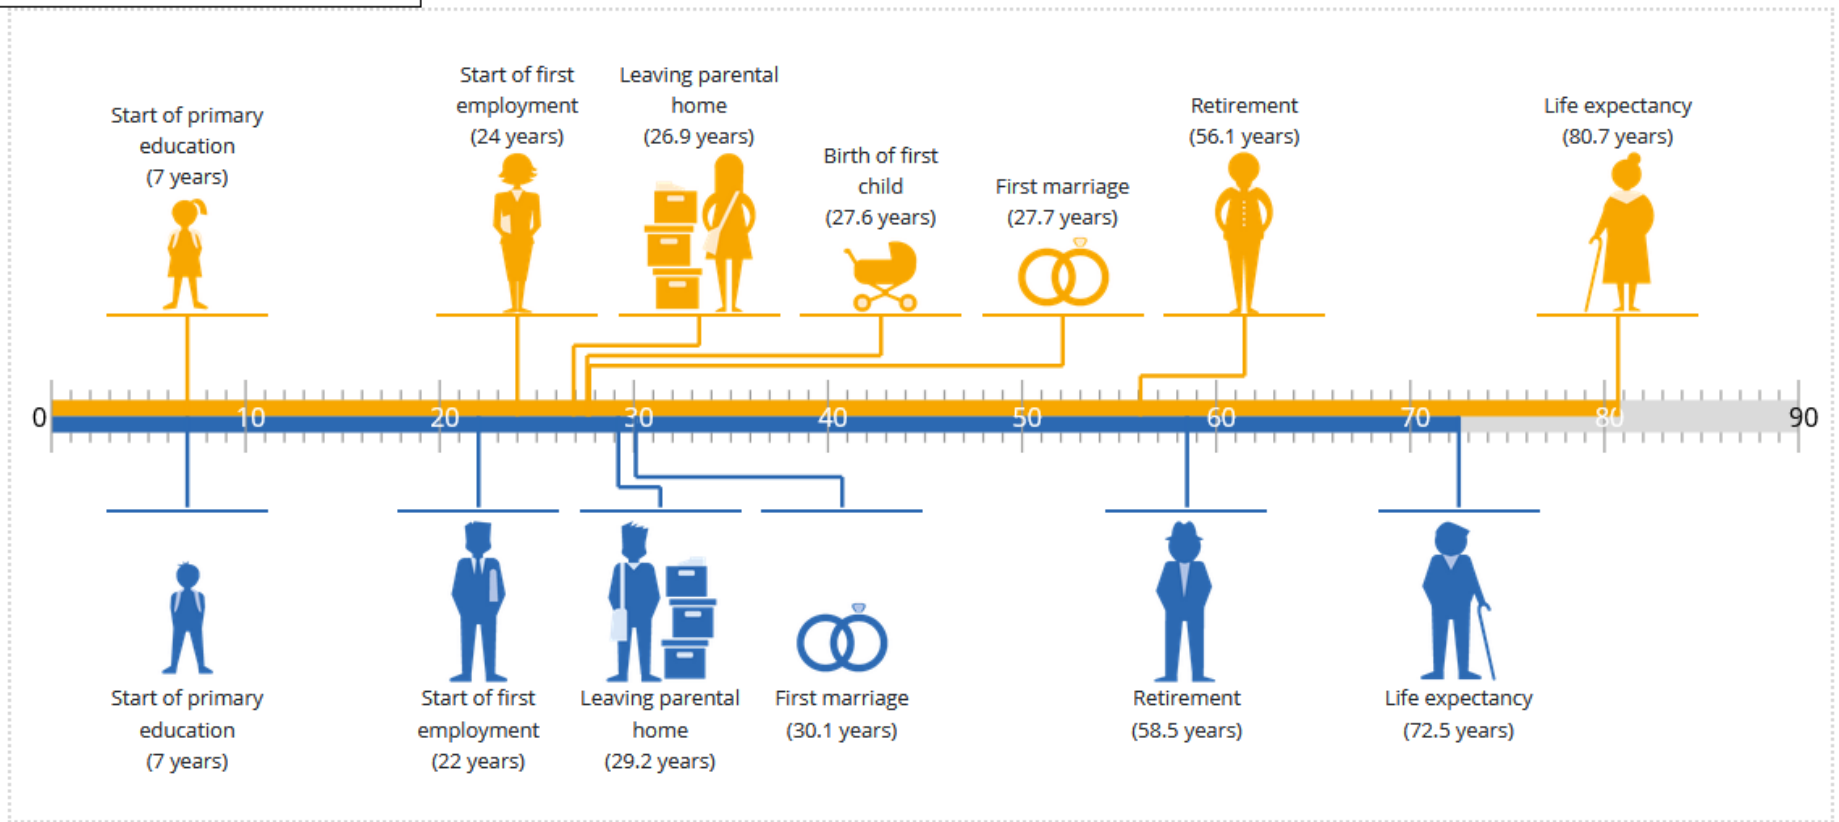 Start of primary
education
(7 years)
Start of first
employment
(24 years)
Leaving parental
home
(26.9 years)
Birth of first
child
(27.6 years)
First marriage
(27.7 years)
Retirement
(56.1 years)
Life expectancy
(80.7 years)
0 10 20 30 40 50 60 70 80 90
Start of primary
education
(7 years)
Start of first
employment
(22 years)
Leaving parental
home
(29.2 years)
First marriage
(30.1 years)
Retirement
(58.5 years)
Life expectancy
(72.5 years)